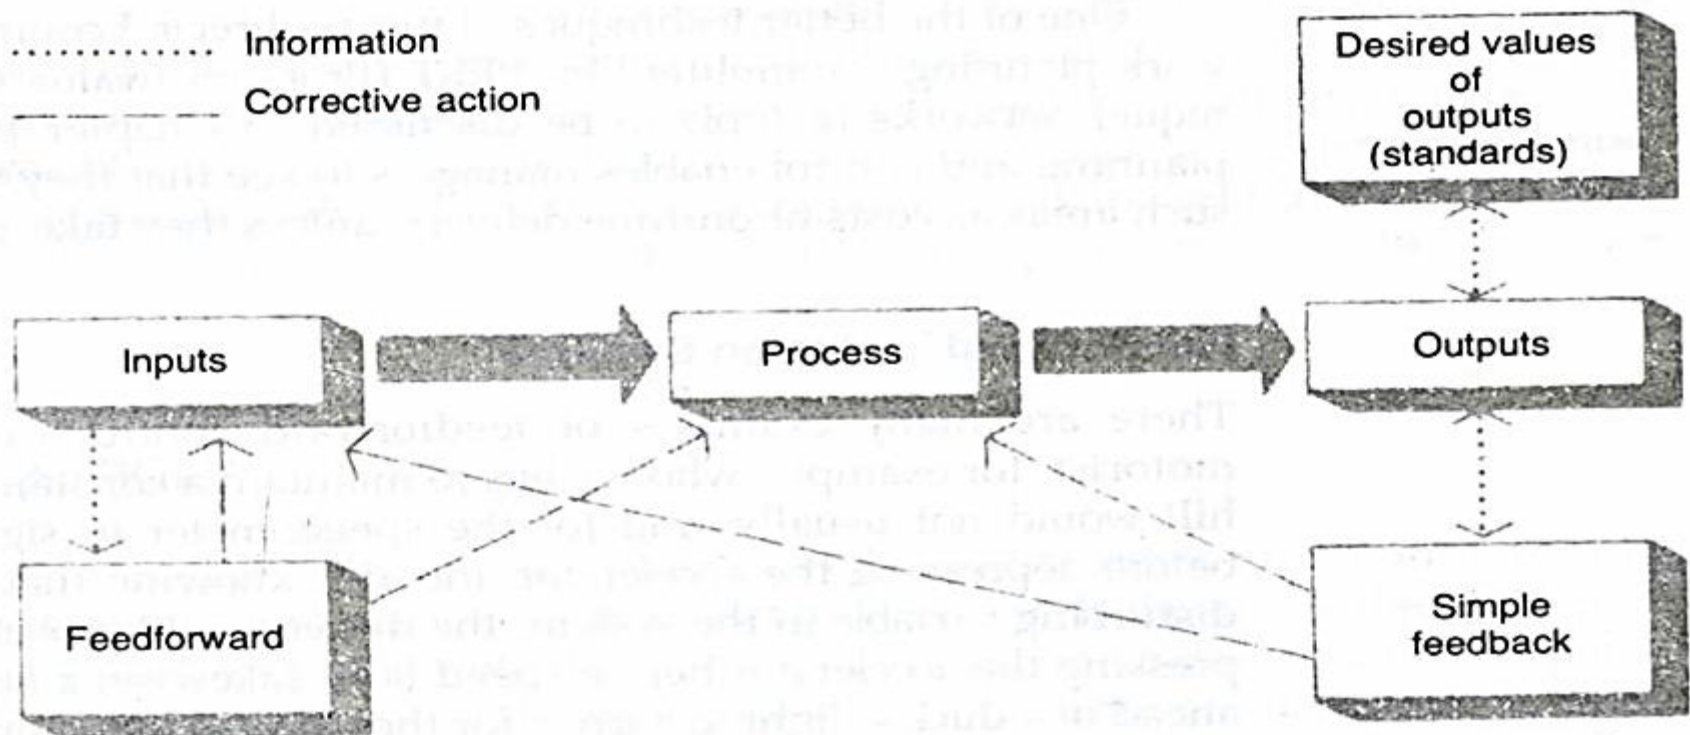 Information
Corrective action
Desired values
of
outputs
(standards)
Inputs
Process
Outputs
Feedforward
Simple
feedback